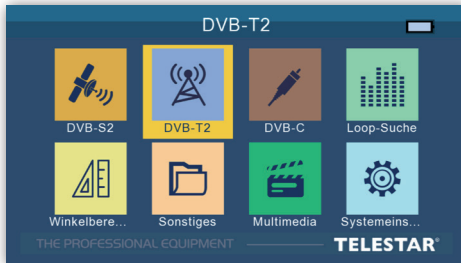 DVB-T2
DVB-S2 DVB-T2 DVB-C Loop-Suche
Winkelbere... Sonstiges Multimedia Systemeins...
THE PROFESSIONAL EQUIPMENT TELESTAR®